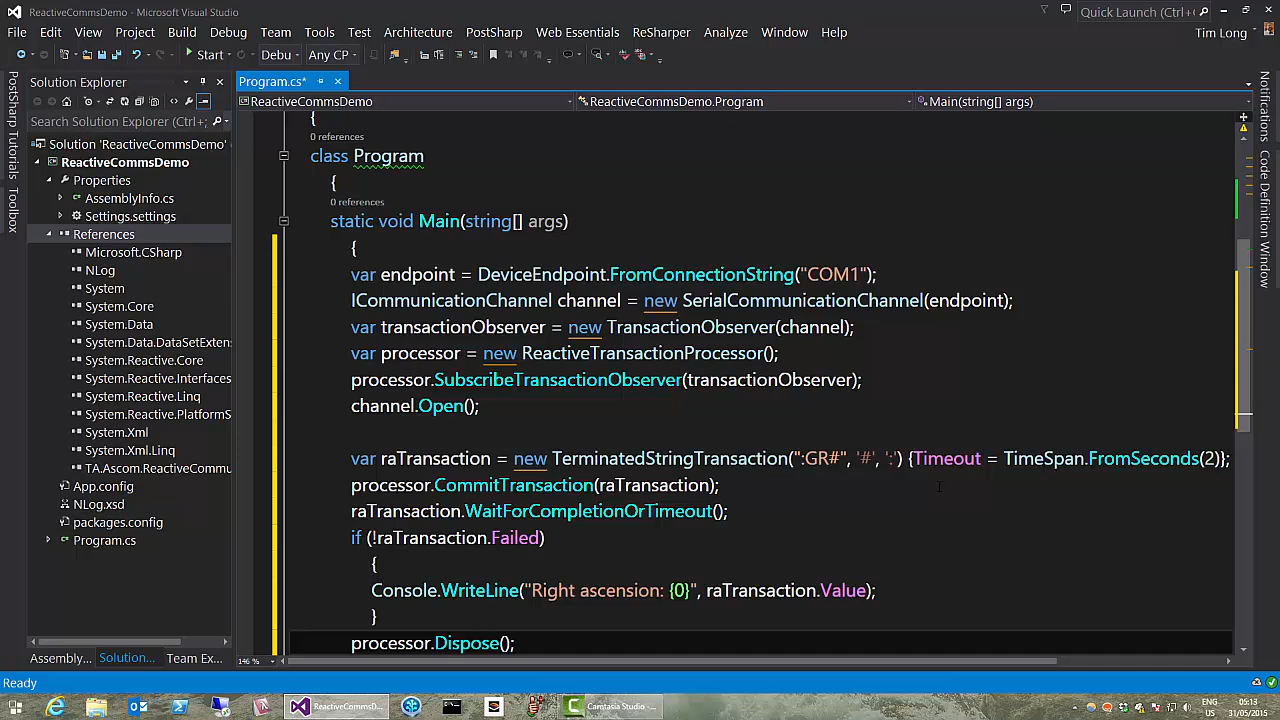 ReactiveCommsDemo - Microsoft Visual Studio
Quick Launch (Ctrl+
File Edit View Project Build Debug Team Tools Test Architecture PostSharp Web Essentials ReSharper Analyze Window Help
Tim Long
Start Debug Any CP
PostSharp Tutorials Toolbox
Solution Explorer
Program.cs*
ReactiveCommsDemo ReactiveCommsDemo.Program Main(string[] args)
Search Solution Explorer (Ctrl+;
Solution 'ReactiveCommsDemo'
ReactiveCommsDemo
Properties
AssemblyInfo.cs
Settings.settings
References
Microsoft.CSharp
NLog
System
System.Core
System.Data
System.Data.DataSetExten
System.Reactive.Core
System.Reactive.Interfaces
System.Reactive.Linq
System.Reactive.PlatformS
System.Xml
System.Xml.Linq
TA.Ascom.ReactiveCommu
App.config
NLog.xsd
packages.config
Program.cs
{
0 references
class Program
{
0 references
static void Main(string[] args)
{
var endpoint = DeviceEndpoint.FromConnectionString("COM1");
ICommunicationChannel channel = new SerialCommunicationChannel(endpoint);
var transactionObserver = new TransactionObserver(channel);
var processor = new ReactiveTransactionProcessor();
processor.SubscribeTransactionObserver(transactionObserver);
channel.Open();
var raTransaction = new TerminatedStringTransaction(":GR#", '#', ':') {Timeout = TimeSpan.FromSeconds(2)};
processor.CommitTransaction(raTransaction);
raTransaction.WaitForCompletionOrTimeout();
if (!raTransaction.Failed)
{
Console.WriteLine("Right ascension: {0}", raTransaction.Value);
}
processor.Dispose();
146 %
Notifications Code Definition Window
Assembly... Solution... Team Ex...
Ready
ReactiveCommsD... Camtasia Studio -...
ENG
US
05:13
31/05/2015